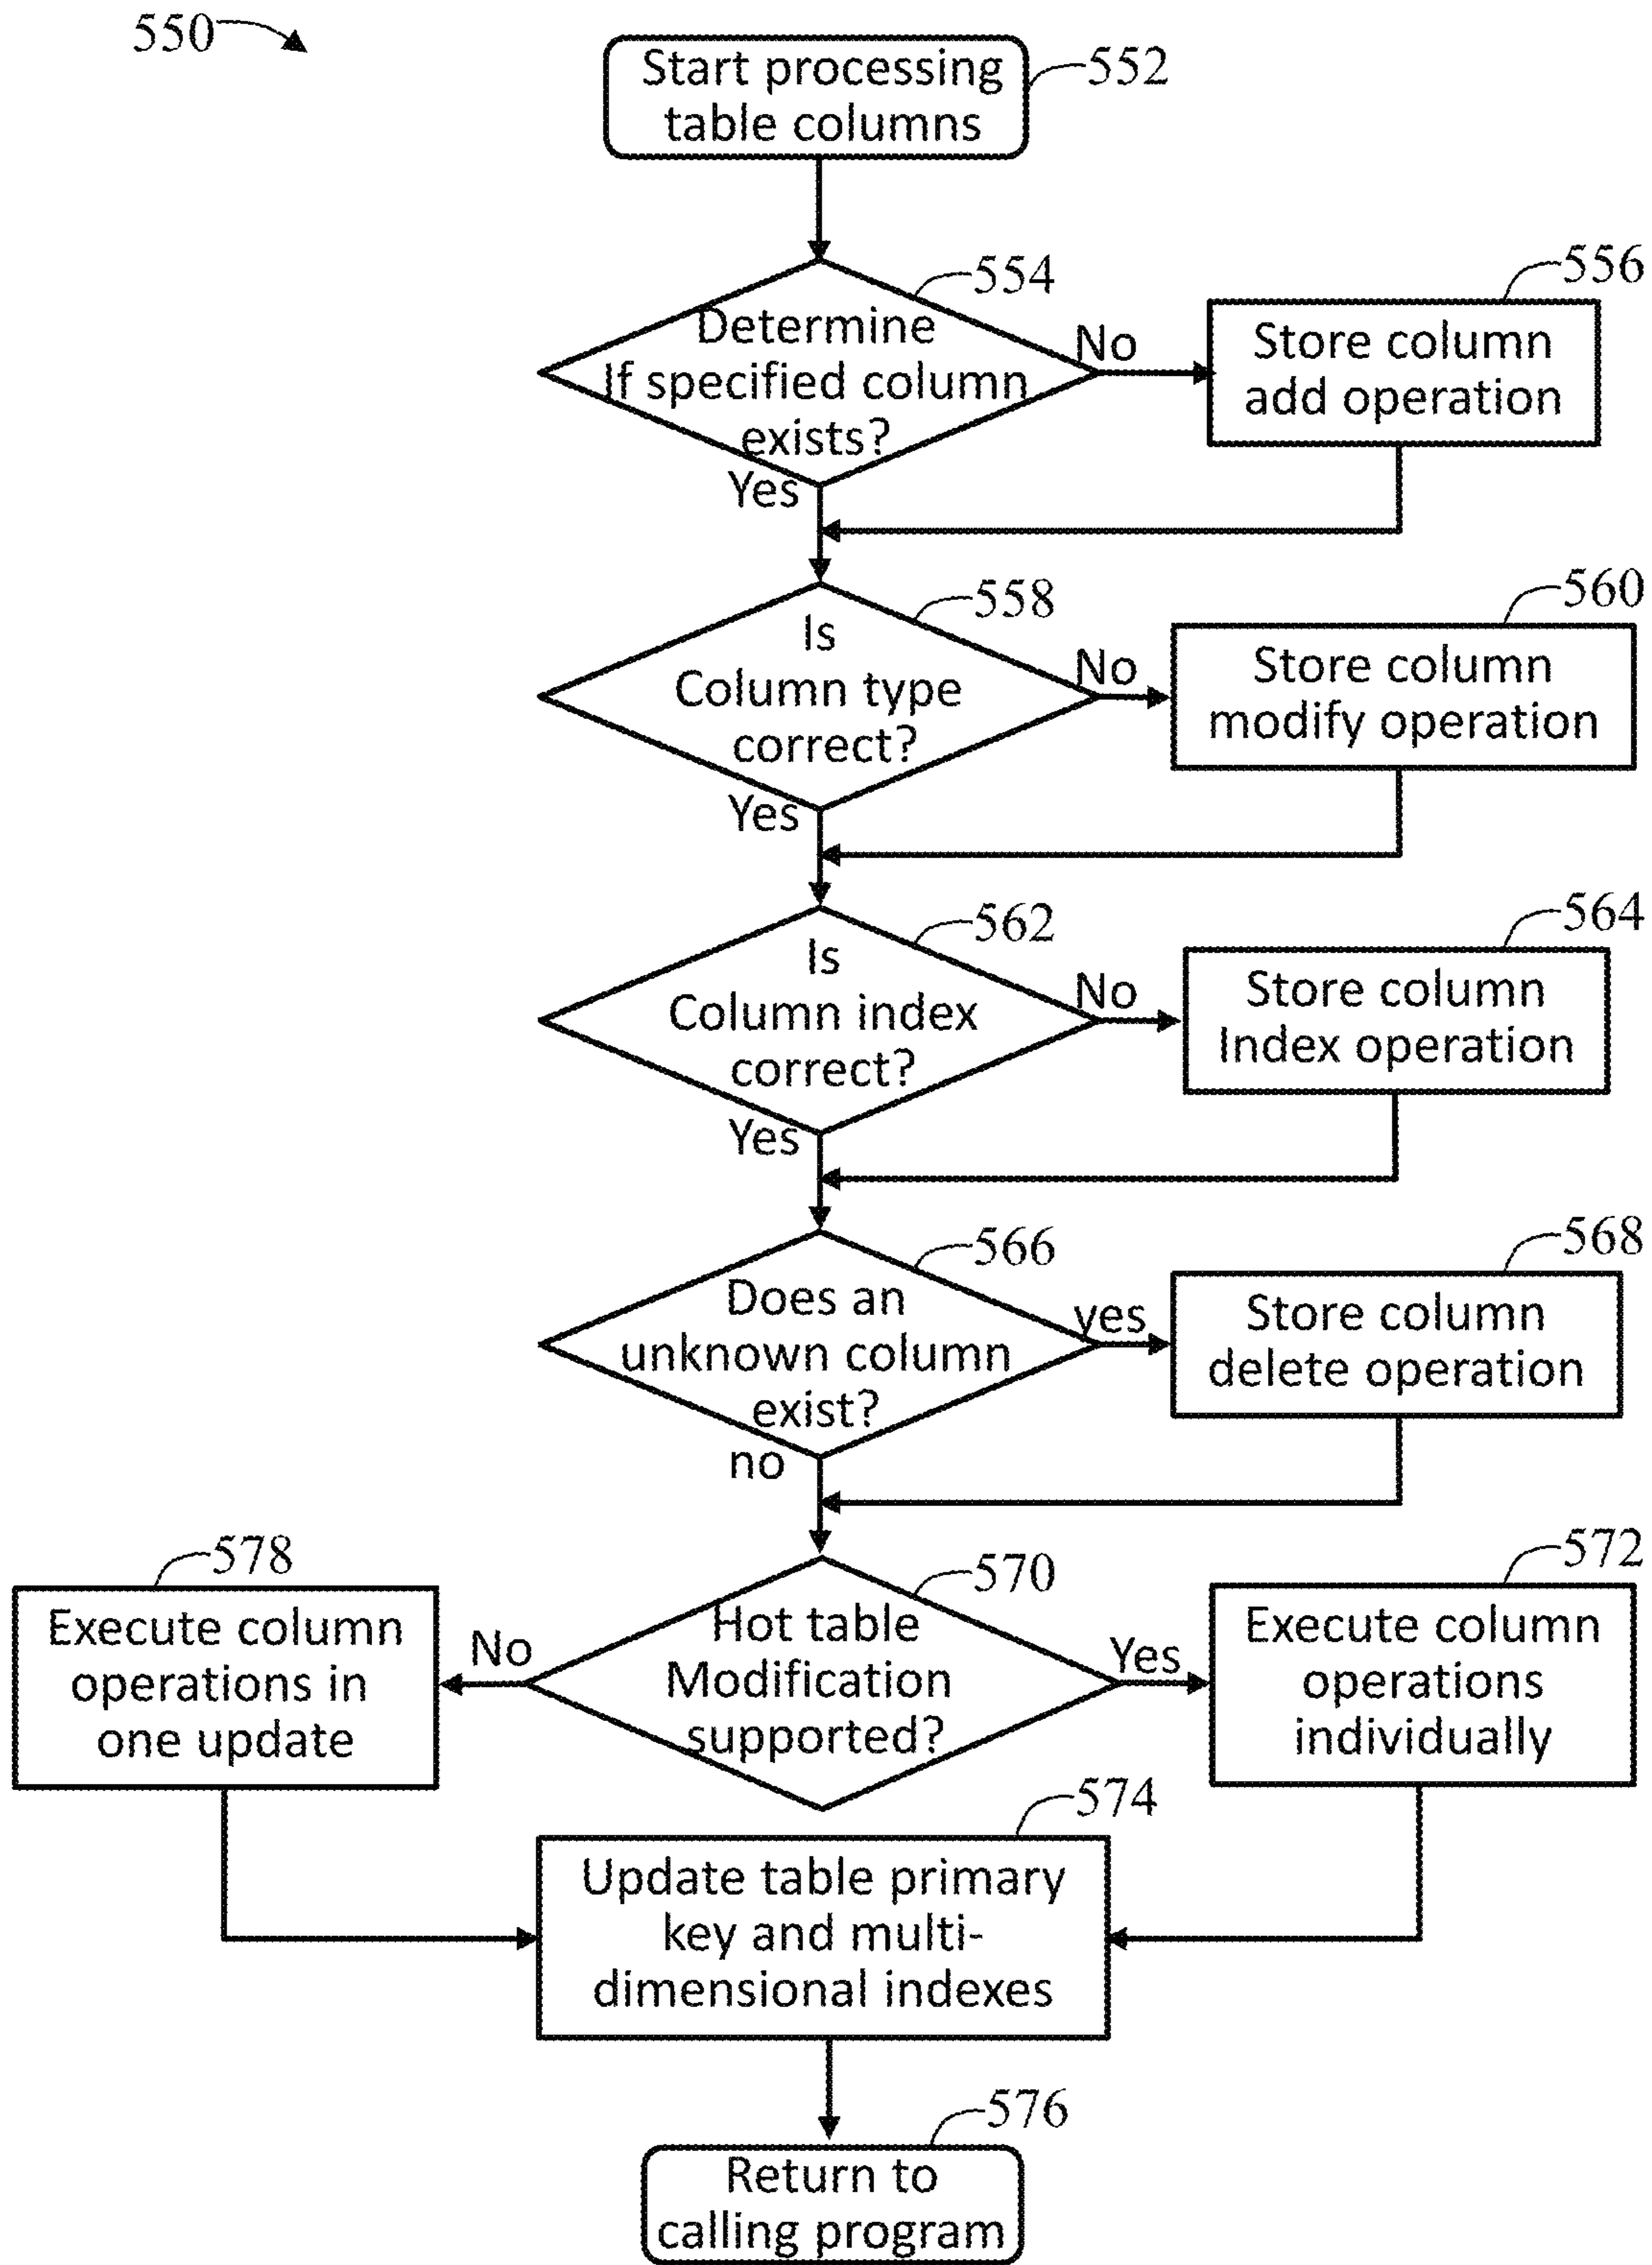 550
Start processing
table columns
552
554
Determine
If specified column
exists?
No
Yes
556
Store column
add operation
558
Is
Column type
correct?
No
Yes
560
Store column
modify operation
562
Is
Column index
correct?
No
Yes
564
Store column
Index operation
566
Does an
unknown column
exist?
yes
no
568
Store column
delete operation
570
Hot table
Modification
supported?
No
Yes
578
Execute column
operations in
one update
572
Execute column
operations
individually
574
Update table primary
key and multi-
dimensional indexes
576
Return to
calling program